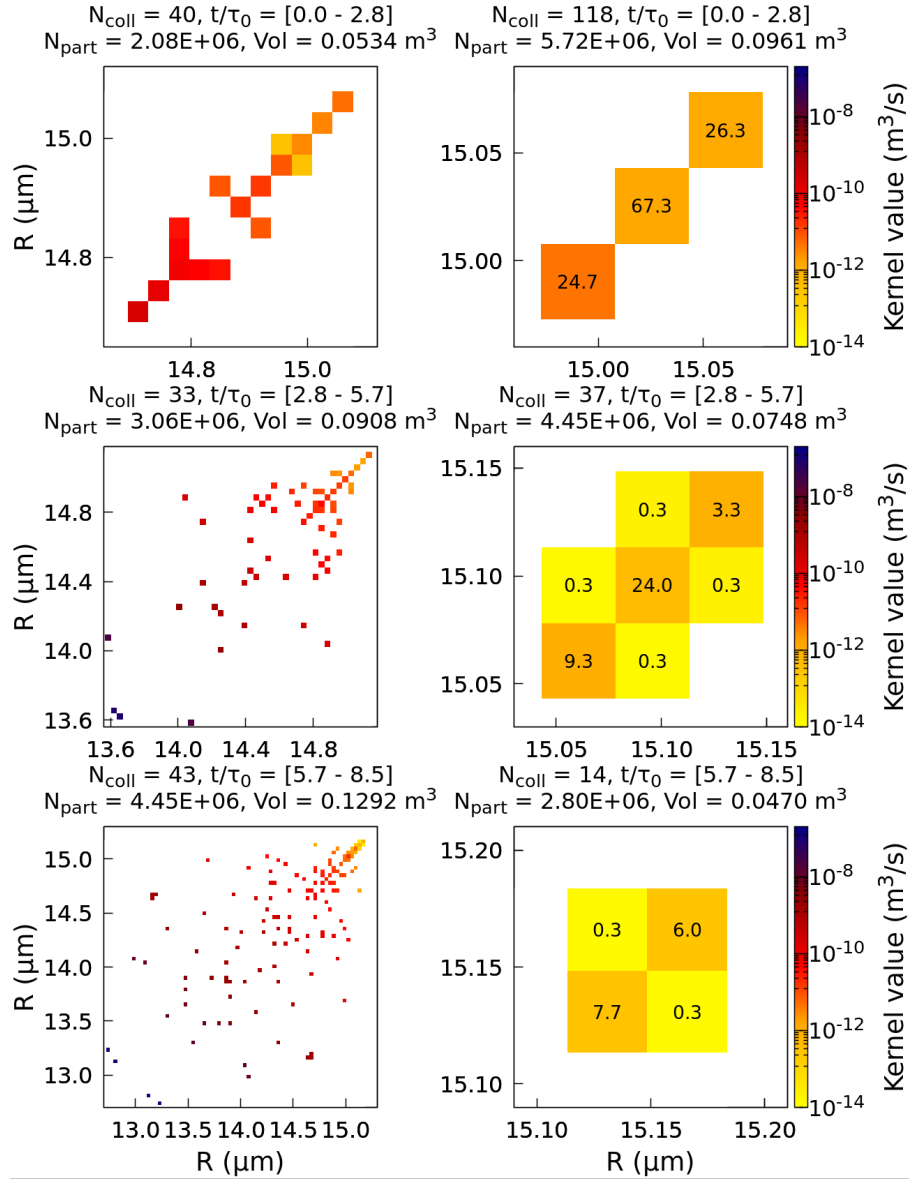 N_coll = 40, t/τ_0 = [0.0 - 2.8]
N_part = 2.08E+06, Vol = 0.0534 m^3
N_coll = 118, t/τ_0 = [0.0 - 2.8]
N_part = 5.72E+06, Vol = 0.0961 m^3
15.0
14.8
R (μm)
14.8 15.0
15.05
15.00
R (μm)
26.3
67.3
24.7
15.00 15.05
10^-8
10^-10
10^-12
10^-14
Kernel value (m^3/s)
N_coll = 33, t/τ_0 = [2.8 - 5.7]
N_part = 3.06E+06, Vol = 0.0908 m^3
N_coll = 37, t/τ_0 = [2.8 - 5.7]
N_part = 4.45E+06, Vol = 0.0748 m^3
14.8
14.4
14.0
13.6
13.6 14.0 14.4 14.8
15.15
15.10
15.05
0.3 3.3
0.3 24.0 0.3
9.3 0.3
15.05 15.10 15.15
10^-8
10^-10
10^-12
10^-14
Kernel value (m^3/s)
N_coll = 43, t/τ_0 = [5.7 - 8.5]
N_part = 4.45E+06, Vol = 0.1292 m^3
N_coll = 14, t/τ_0 = [5.7 - 8.5]
N_part = 2.80E+06, Vol = 0.0470 m^3
15.0
14.5
14.0
13.5
13.0
R (μm)
13.0 13.5 14.0 14.5 15.0
R (μm)
15.20
15.15
15.10
0.3 6.0
7.7 0.3
15.10 15.15 15.20
R (μm)
10^-8
10^-10
10^-12
10^-14
Kernel value (m^3/s)